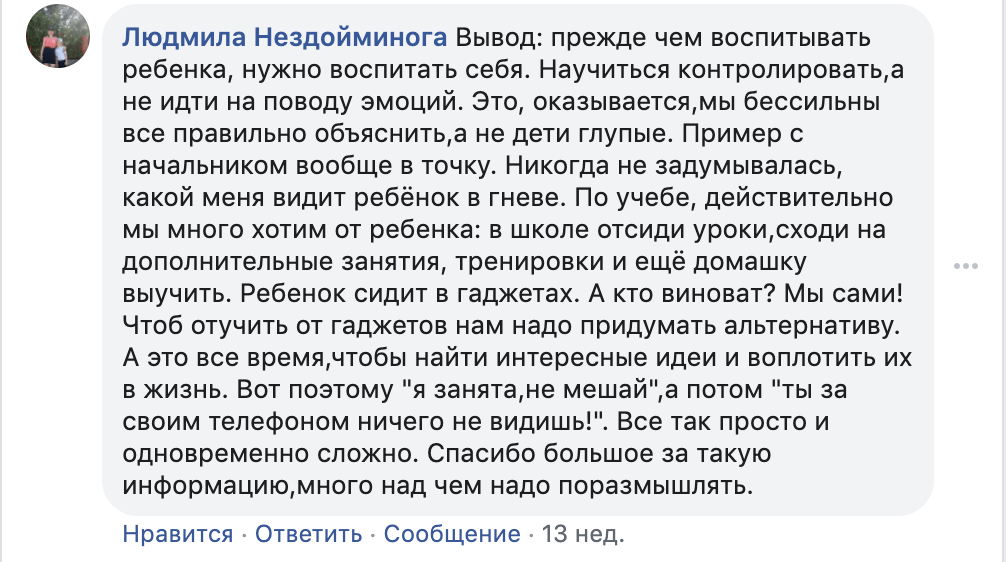 Людмила Нездойминога Вывод: прежде чем воспитывать
ребенка, нужно воспитать себя. Научиться контролировать,а
не идти на поводу эмоций. Это, оказывается,мы бессильны
все правильно объяснить,а не дети глупые. Пример с
начальником вообще в точку. Никогда не задумывалась,
какой меня видит ребёнок в гневе. По учебе, действительно
мы много хотим от ребенка: в школе отсиди уроки,сходи на
дополнительные занятия, тренировки и ещё домашку
выучить. Ребенок сидит в гаджетах. А кто виноват? Мы сами!
Чтоб отучить от гаджетов нам надо придумать альтернативу.
А это все время,чтобы найти интересные идеи и воплотить их
в жизнь. Вот поэтому "я занята,не мешай",а потом "ты за
своим телефоном ничего не видишь!". Все так просто и
одновременно сложно. Спасибо большое за такую
информацию,много над чем надо поразмышлять.
Нравится · Ответить · Сообщение · 13 нед.